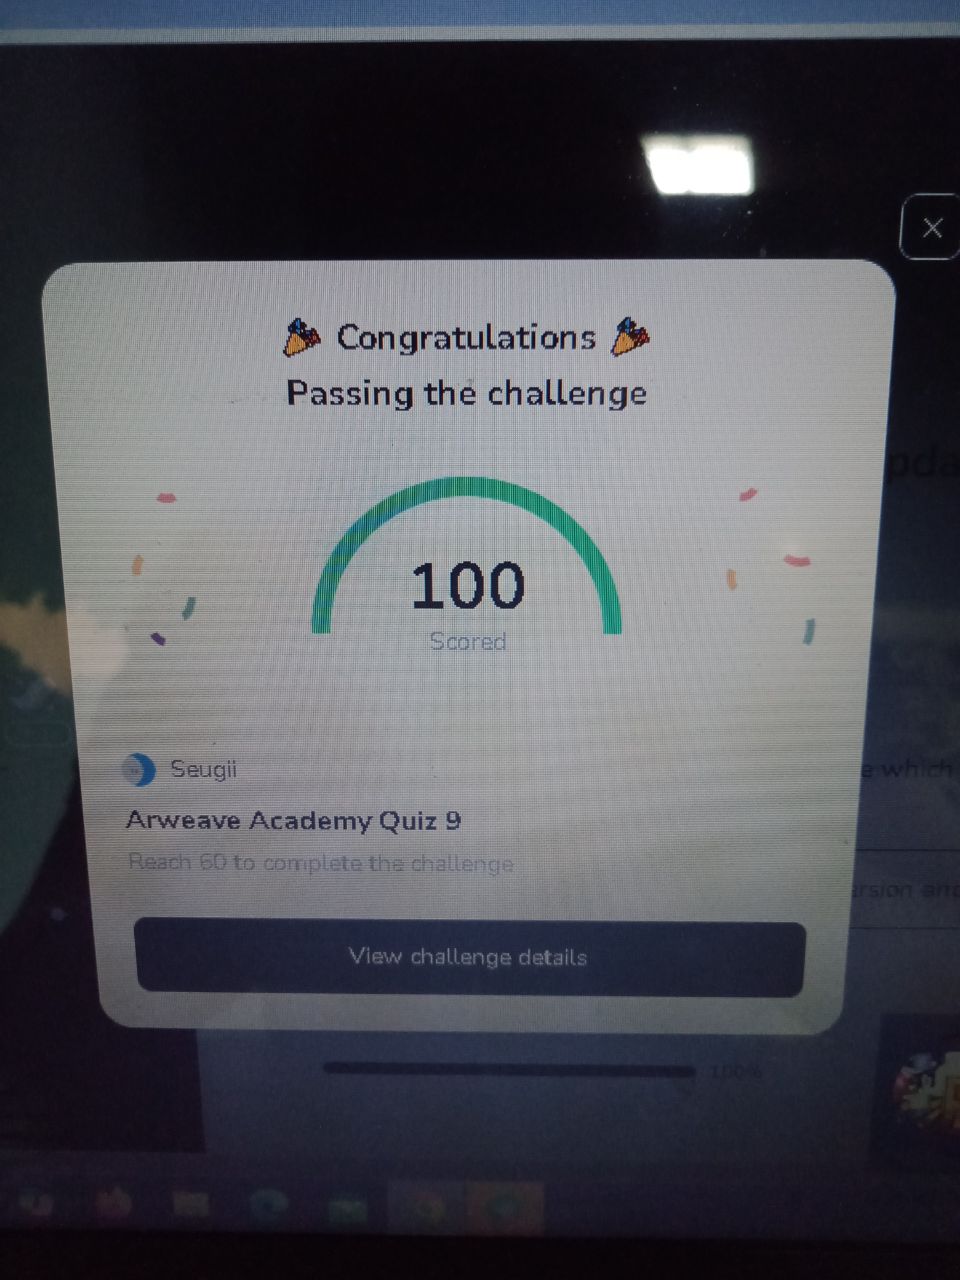 Congratulations
Passing the challenge
100
Scored
Seugii
Arweave Academy Quiz 9
Reach 60 to complete the challenge
View challenge details
pda
e which
ersion and
100%